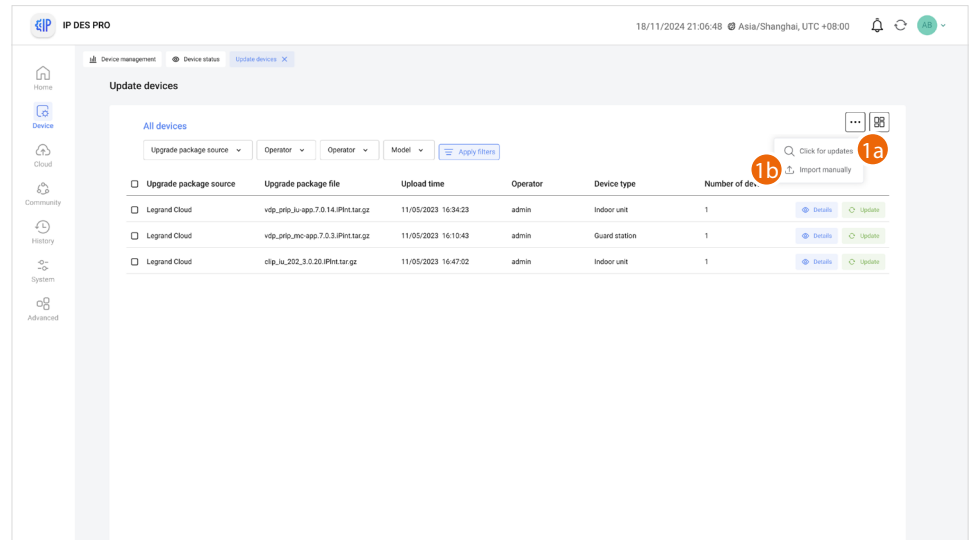 IP DES PRO
18/11/2024 21:06:48 Asia/Shanghai, UTC +08:00
AB
Device management Device status Update devices X
Update devices
Home
Device
Cloud
Community
History
System
Advanced
All devices
Upgrade package source Operator Operator Model Apply filters
Click for updates 1a
1b Import manually
Upgrade package source Upgrade package file Upload time Operator Device type Number of
Legrand Cloud vdp_prip_iu-app.7.0.14.IPInt.tar.gz 11/05/2023 16:34:23 admin Indoor unit 1 Details Update
Legrand Cloud vdp_prip_mc-app.7.0.3.IPInt.tar.gz 11/05/2023 16:10:43 admin Guard station 1 Details Update
Legrand Cloud clip_iu_202_3.0.20.IPInt.tar.gz 11/05/2023 16:47:02 admin Indoor unit 1 Details Update